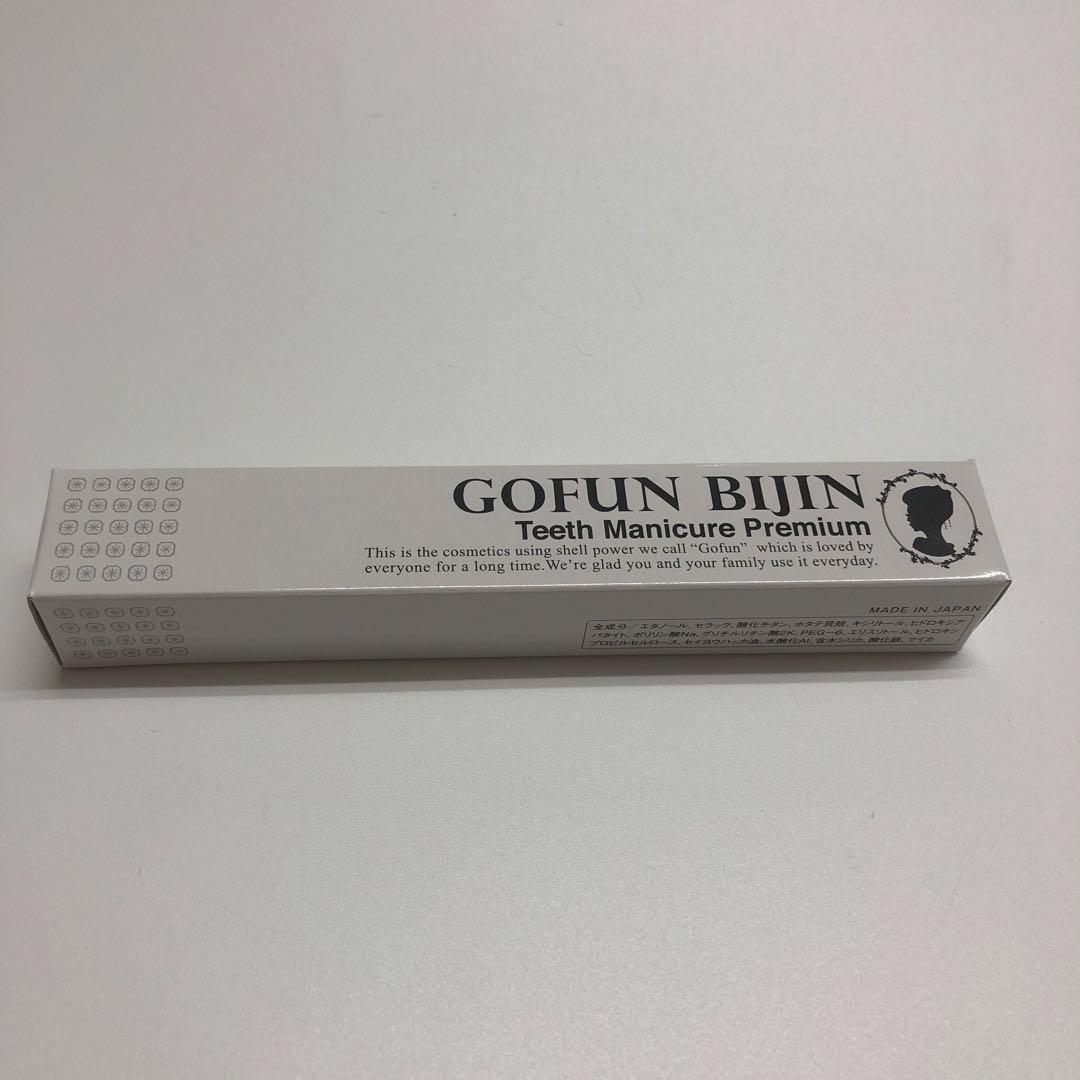 GOFUN BIJIN
Teeth Manicure Premium
This is the cosmetics using shell power we call “Gofun” which is loved by
everyone for a long time.We're glad you and your family use it everyday.
MADE IN JAPAN
全成分／エタノール、セラック、酸化チタン、ホタテ貝殻、キシリトール、ヒドロキシア
パタイト、ポリリン酸Na、グリチルリチン酸2K、PEG－6、エリスリトール、ヒドロキシ
プロピルセルロース、セイヨウハッカ油、水酸化Al、含水シリカ、酸化鉄、マイカ